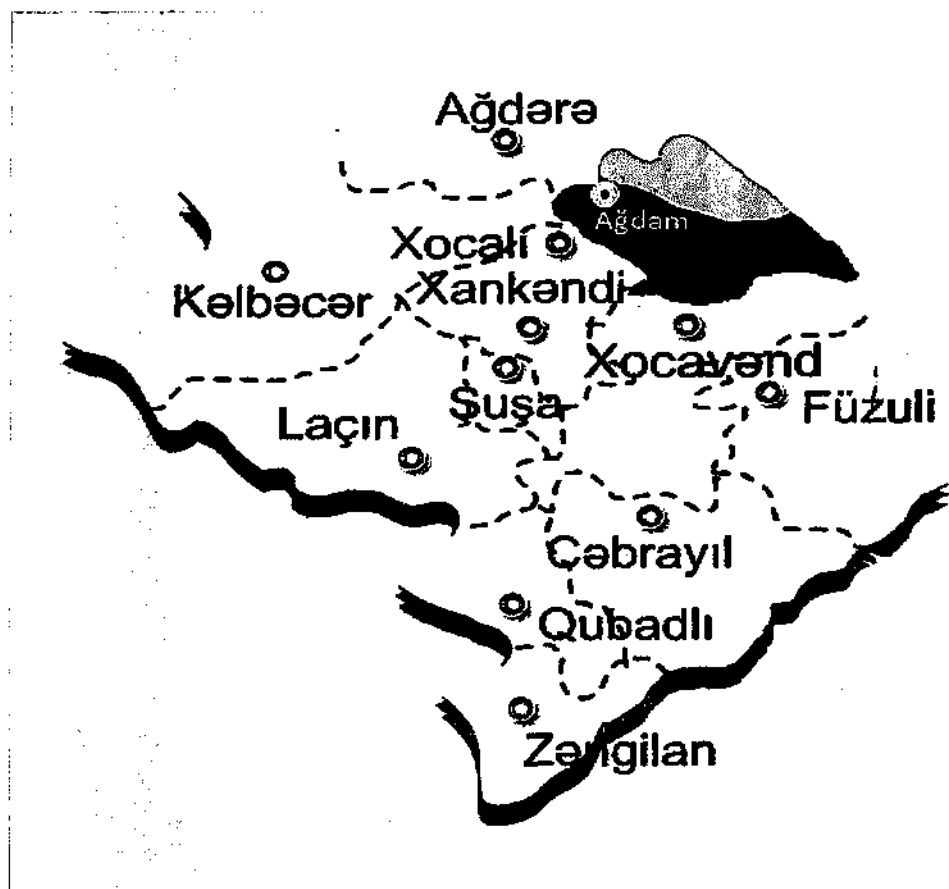 Ağdərə
Ağdam
Xocalı
Xankəndi
Kəlbəcər
Xocavənd
Şuşa
Füzuli
Laçın
Cəbrayıl
Qubadlı
Zəngilan